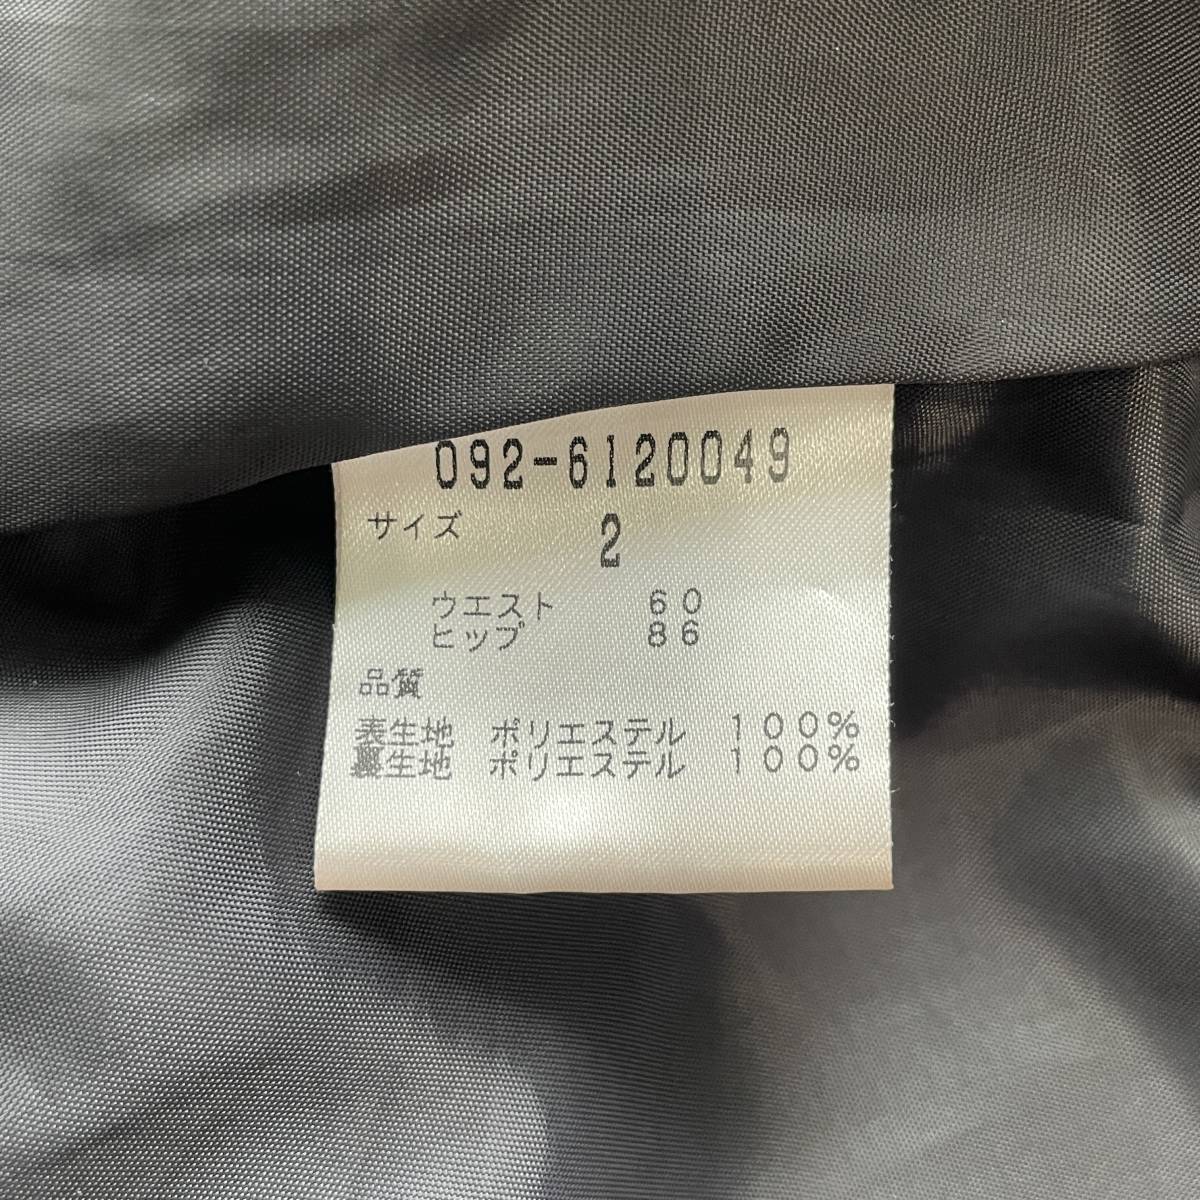 092-6120049
サイズ 2
ウエスト 60
ヒップ 86
品質
表生地 ポリエステル 100%
裏生地 ポリエステル 100%